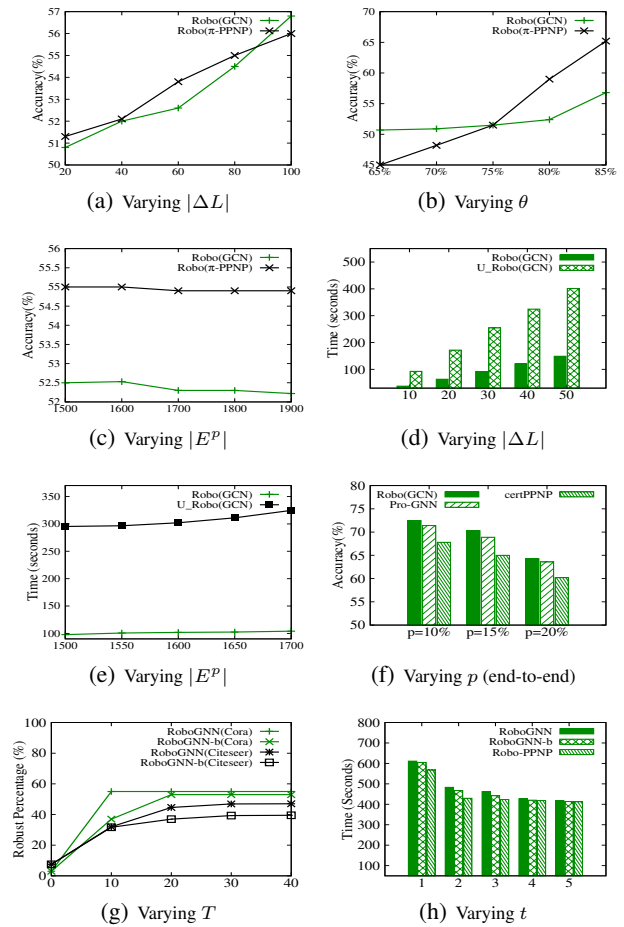 57
56
55
54
53
52
51
50
20
40
60
80
100
Accuracy(%)
Robo(GCN)
Robo(π-PPNP)
(a) Varying |ΔL|
70
65
60
55
50
45
65%
70%
75%
80%
85%
Accuracy(%)
Robo(GCN)
Robo(π-PPNP)
(b) Varying θ
56
55.5
55
54.5
54
53.5
53
52.5
52
1500
1600
1700
1800
1900
Accuracy(%)
Robo(GCN)
Robo(π-PPNP)
(c) Varying |E^p|
500
400
300
200
100
10
20
30
40
50
Time (seconds)
Robo(GCN)
U_Robo(GCN)
(d) Varying |ΔL|
350
300
250
200
150
100
1500
1550
1600
1650
1700
Time (seconds)
Robo(GCN)
U_Robo(GCN)
(e) Varying |E^p|
80
75
70
65
60
55
50
p=10%
p=15%
p=20%
Accuracy(%)
Robo(GCN)
Pro-GNN
certPPNP
(f) Varying p (end-to-end)
100
80
60
40
20
0
0
10
20
30
40
Robust Percentage (%)
RoboGNN(Cora)
RoboGNN-b(Cora)
RoboGNN(Citeseer)
RoboGNN-b(Citeseer)
(g) Varying T
800
700
600
500
400
300
200
100
1
2
3
4
5
Time (Seconds)
RoboGNN
RoboGNN-b
Robo-PPNP
(h) Varying t